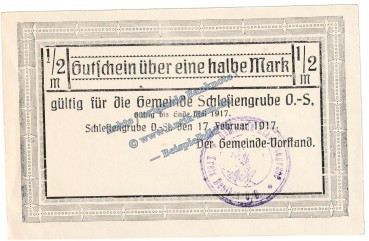 1/2 m Gutschein über eine halbe Mark 1/2 m
gültig für die Gemeinde Schlesiengrube O.-S.
Gültig bis Ende Mai 1917.
Schlesiengrube O.-S., den 17. Februar 1917.
Der Gemeinde-Vorstand.